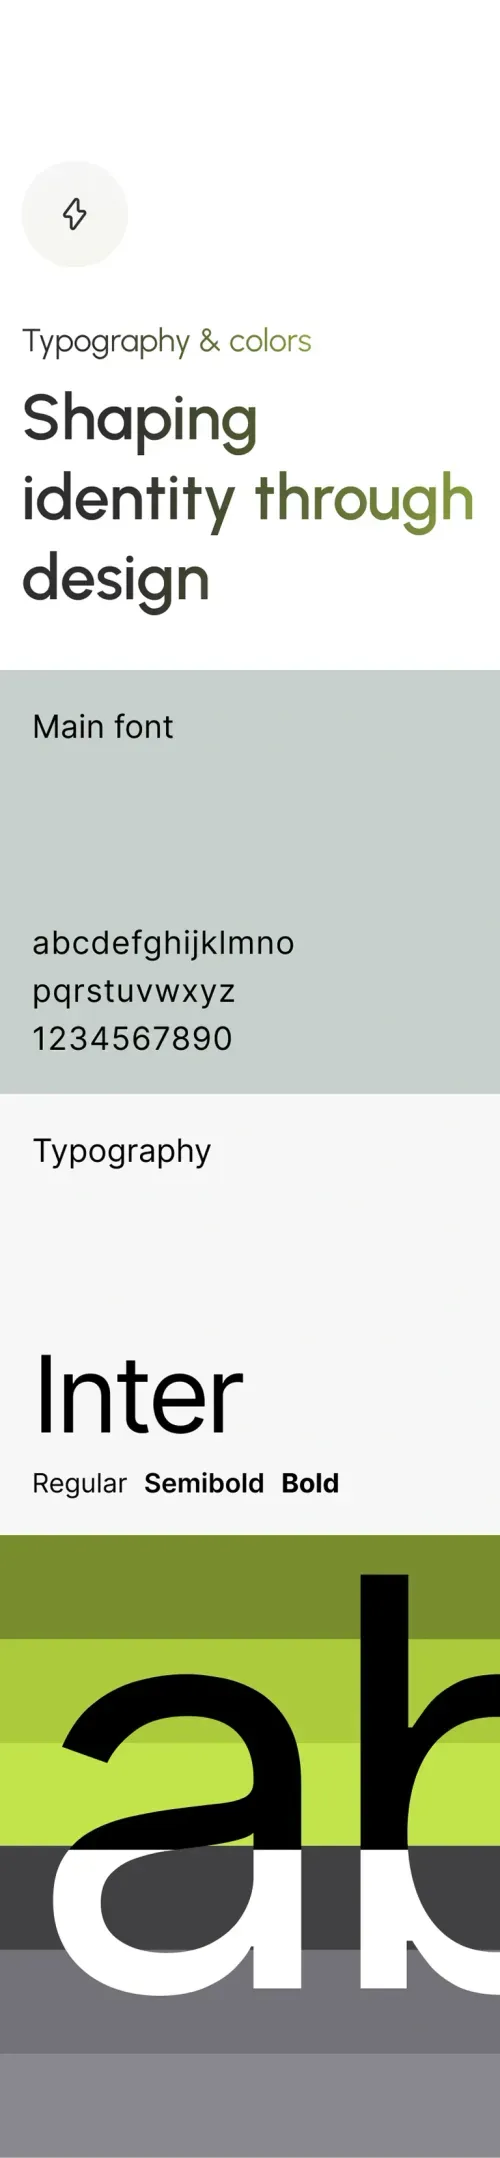 Typography & colors
Shaping
identity through
design
Main font
abcdefghijklmno
pqrstuvwxyz
1234567890
Typography
Inter
Regular Semibold Bold
ab